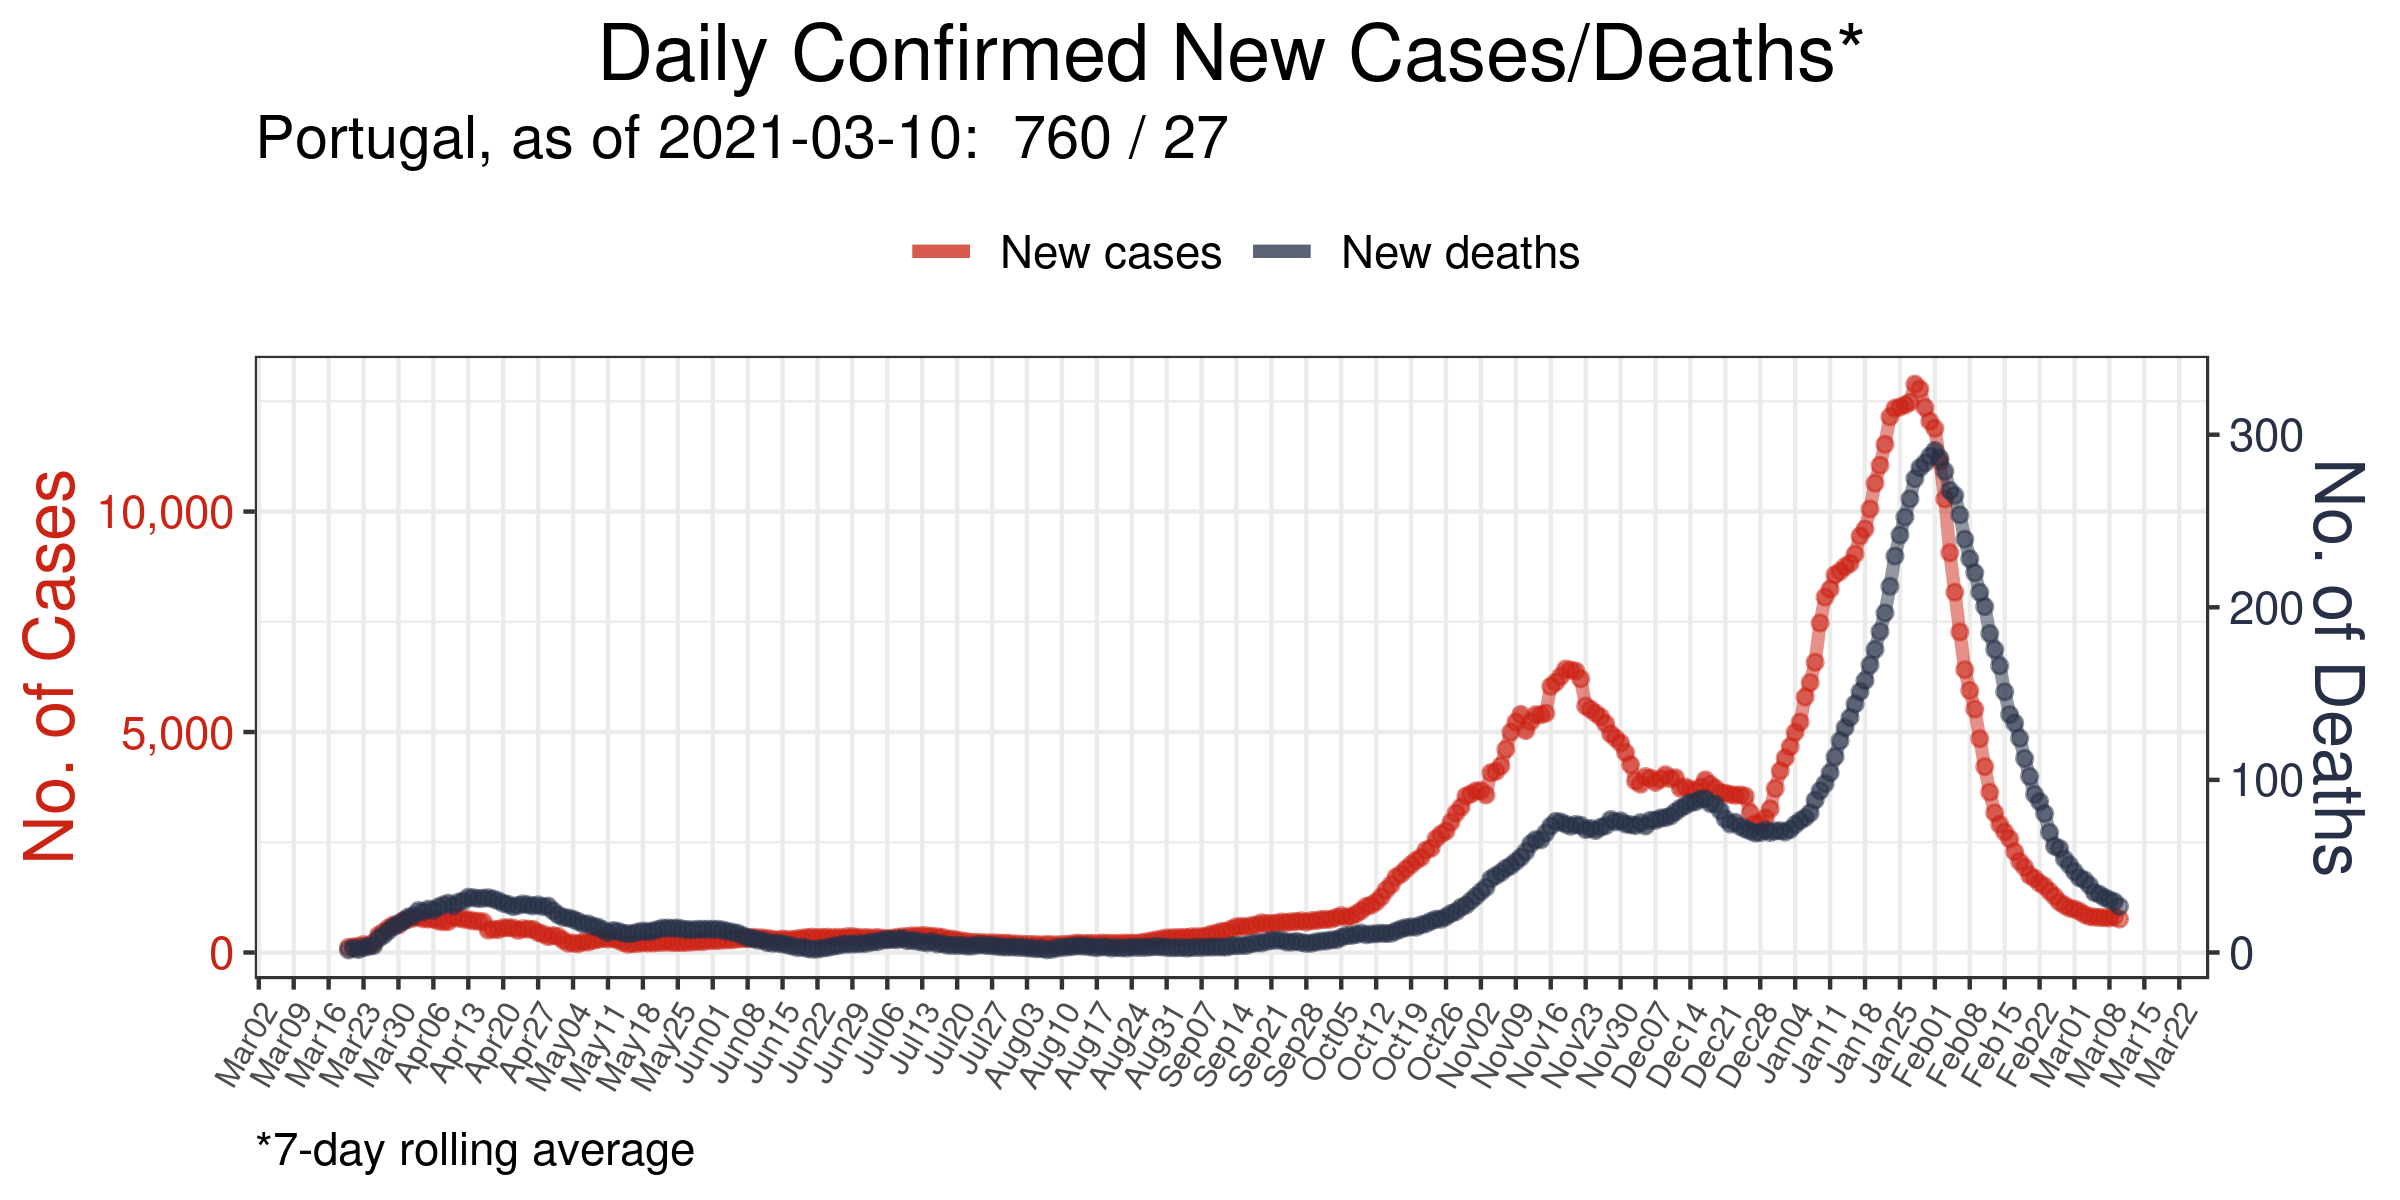 Daily Confirmed New Cases/Deaths*
Portugal, as of 2021-03-10:  760 / 27
New cases New deaths
No. of Cases
10,000
5,000
0
300
200
100
0
No. of Deaths
Mar02 Mar09 Mar16 Mar23 Mar30 Apr06 Apr13 Apr20 Apr27 May04 May11 May18 May25 Jun01 Jun08 Jun15 Jun22 Jun29 Jul06 Jul13 Jul20 Jul27 Aug03 Aug10 Aug17 Aug24 Aug31 Sep07 Sep14 Sep21 Sep28 Oct05 Oct12 Oct19 Oct26 Nov02 Nov09 Nov16 Nov23 Nov30 Dec07 Dec14 Dec21 Dec28 Jan04 Jan11 Jan18 Jan25 Feb01 Feb08 Feb15 Feb22 Mar01 Mar08 Mar15 Mar22
*7-day rolling average